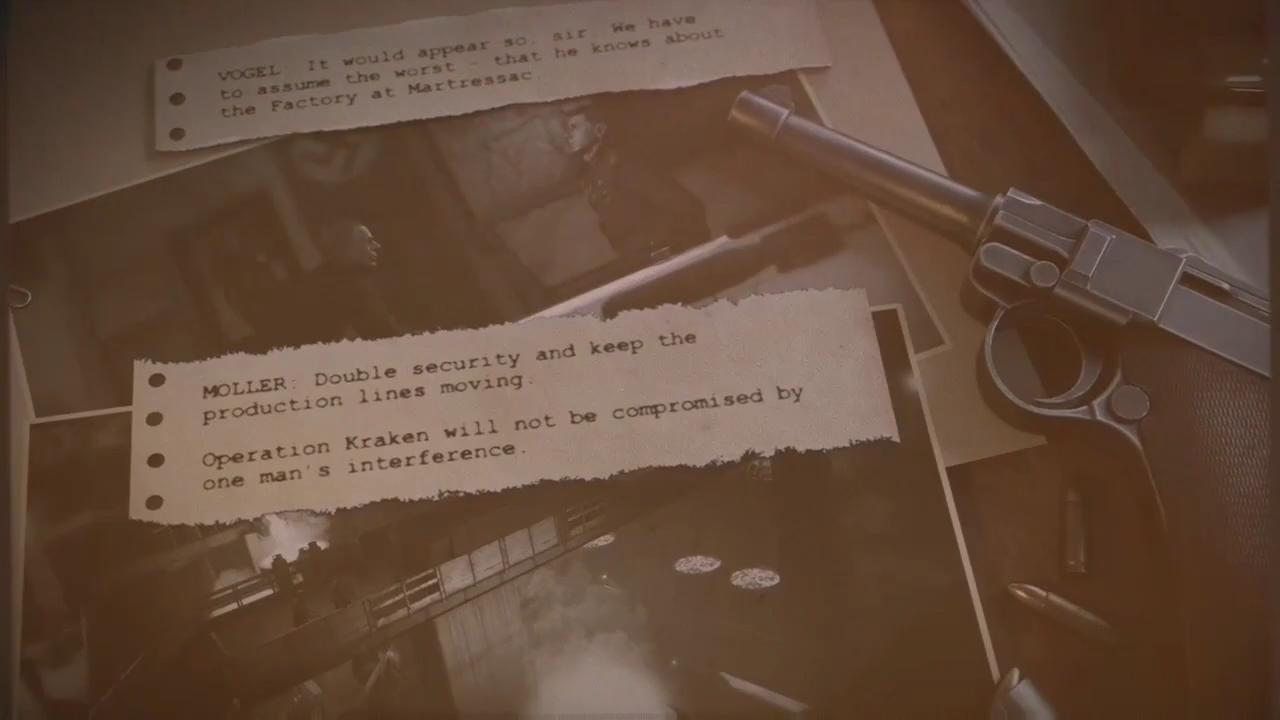 VOGEL: It would appear so, sir. We have
to assume the worst - that he knows about
the Factory at Martressac.
MOLLER: Double security and keep the
production lines moving.
Operation Kraken will not be compromised by
one man's interference.